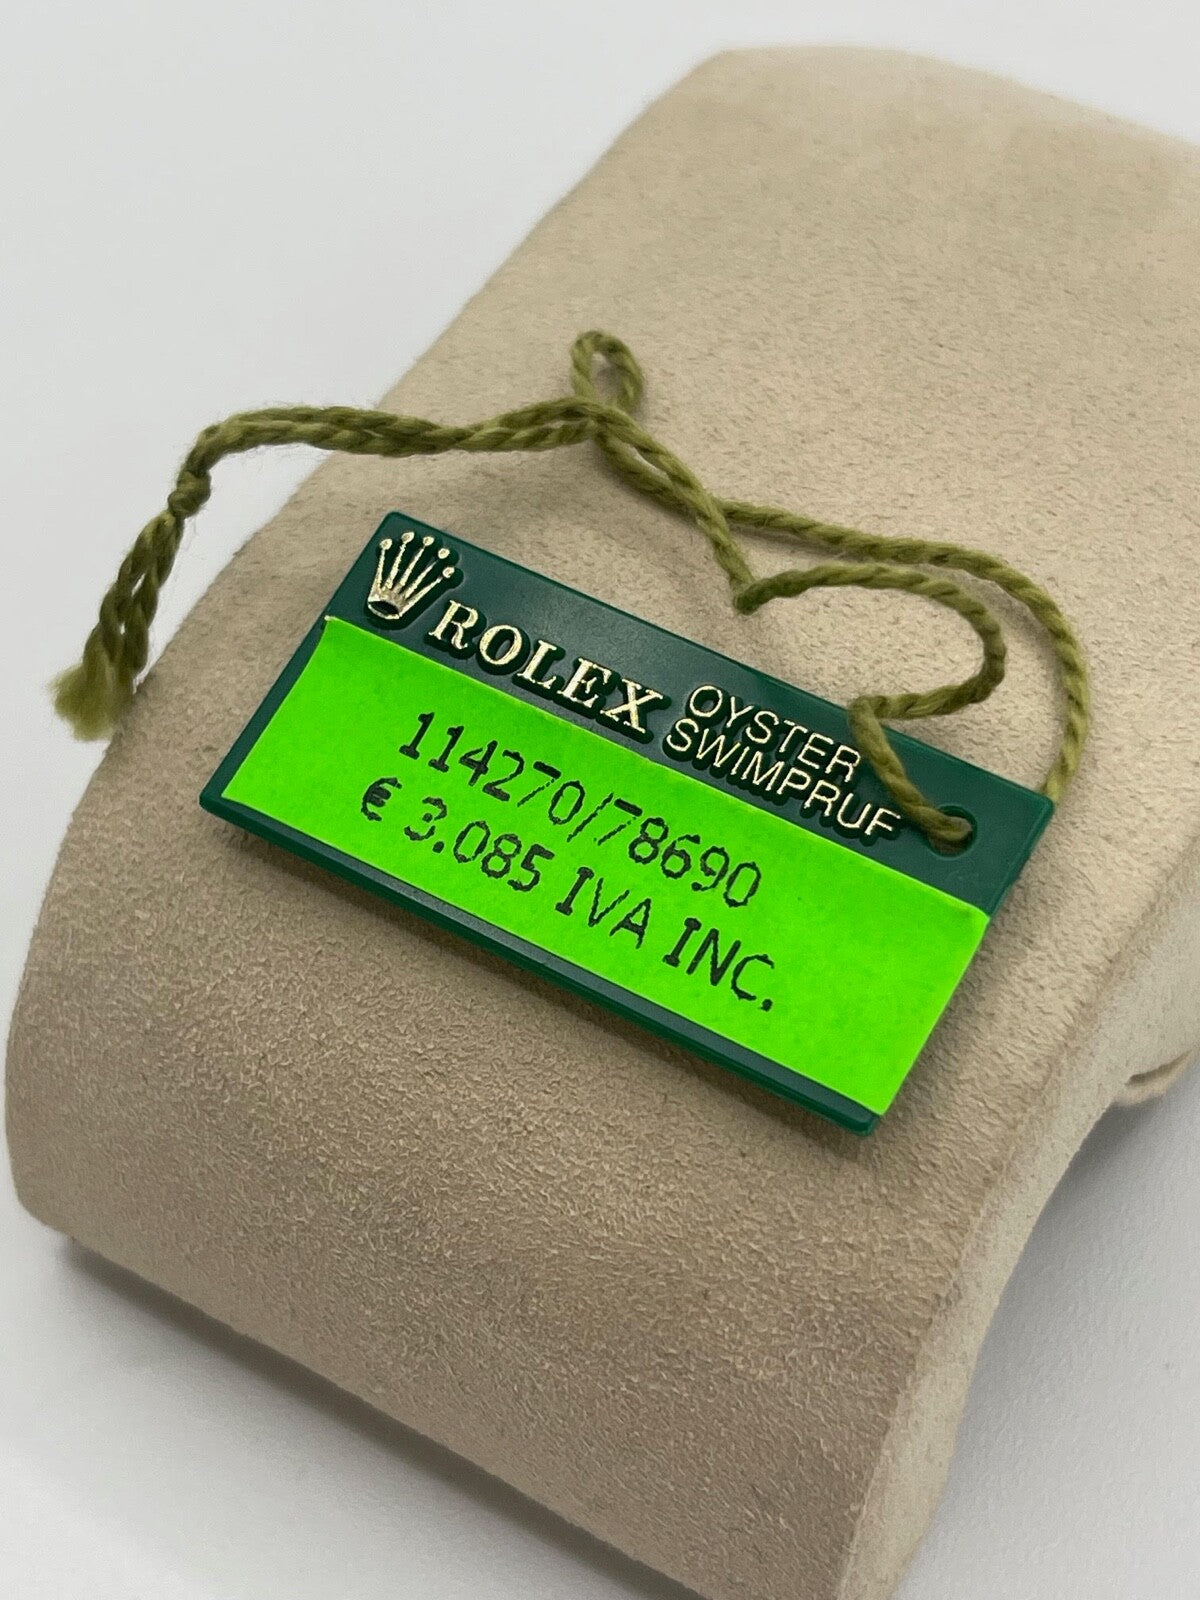 ROLEX
OYSTER
SWIMPRUF
114270/78690
€ 3.085 IVA INC.